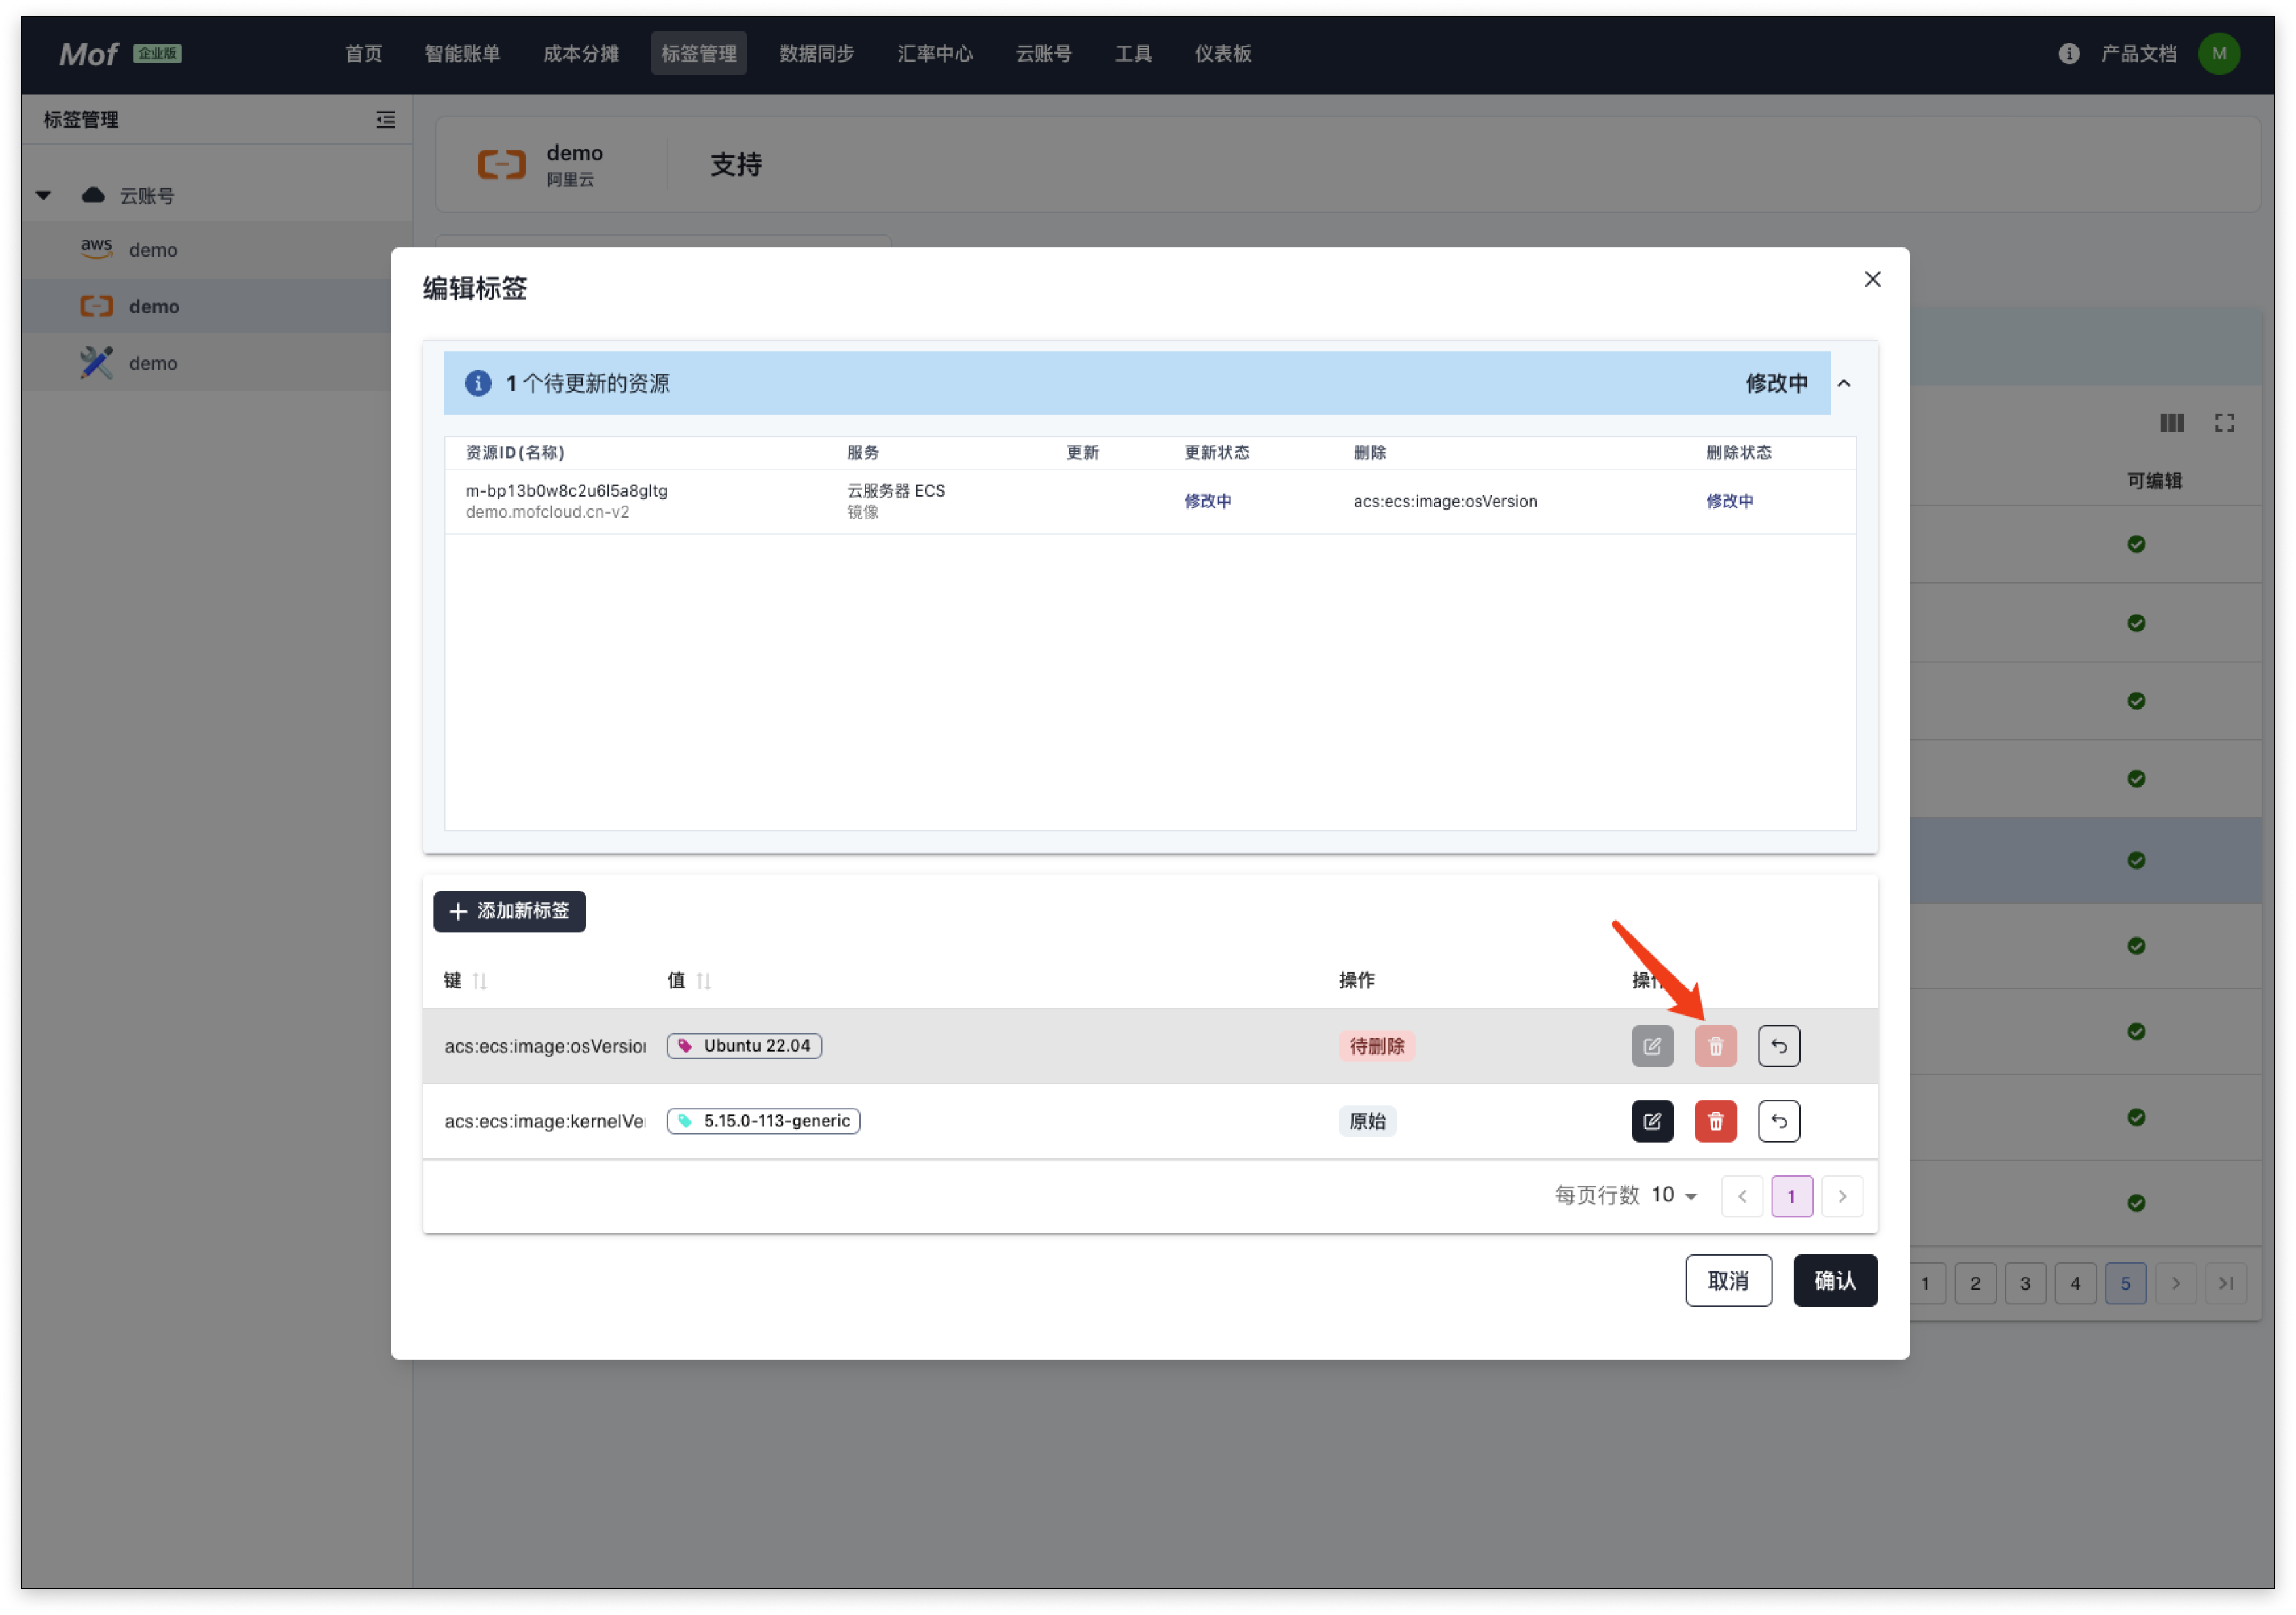 Mof 企业版 首页 智能账单 成本分摊 标签管理 数据同步 汇率中心 云账号 工具 仪表板 产品文档 M
标签管理
云账号
aws demo
demo
demo
demo
阿里云
支持
编辑标签
1 个待更新的资源 修改中
资源ID(名称) 服务 更新 更新状态 删除 删除状态
m-bp13b0w8c2u6l5a8gltg 云服务器 ECS 修改中 acs:ecs:image:osVersion 修改中
demo.mofcloud.cn-v2 镜像
可编辑
添加新标签
键 值 操作
acs:ecs:image:osVersion Ubuntu 22.04 待删除
acs:ecs:image:kernelVe 5.15.0-113-generic 原始
每页行数 10 1
取消 确认
1 2 3 4 5